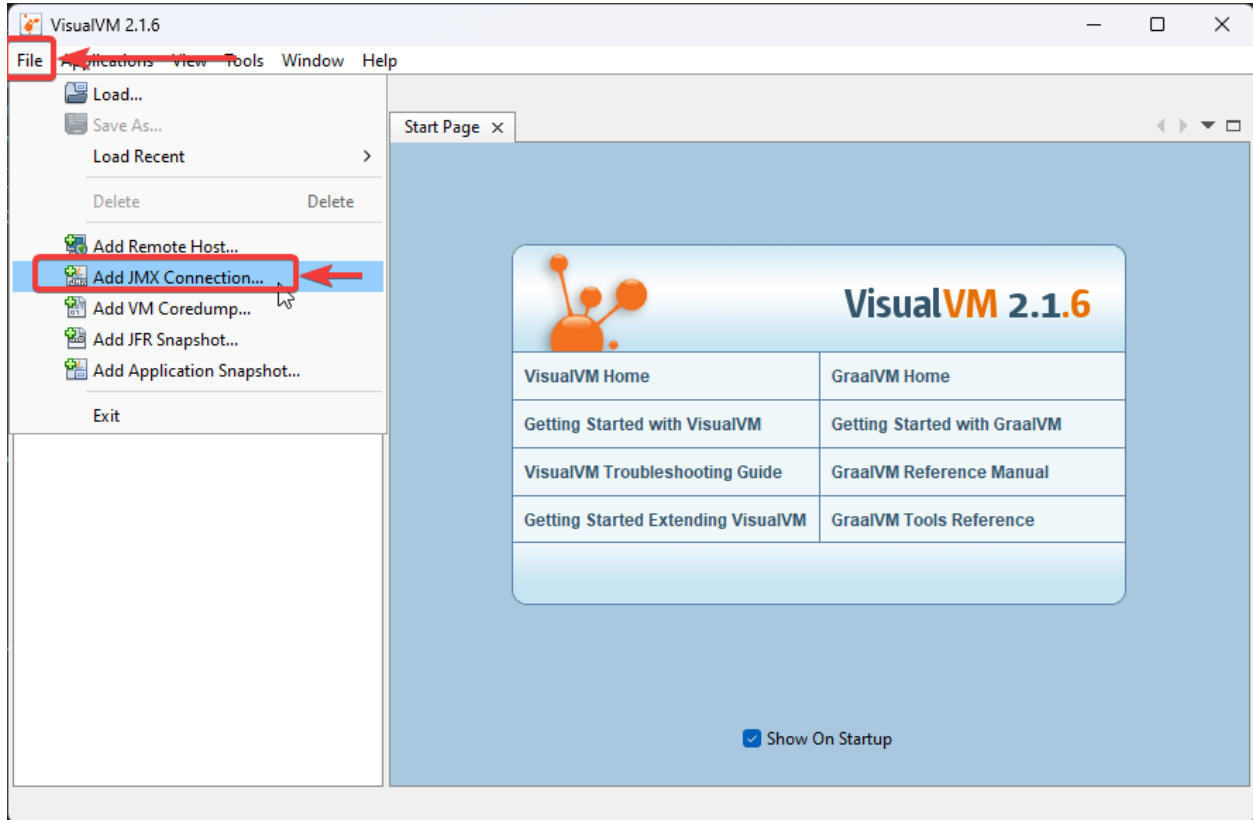 VisualVM 2.1.6
File Applications View Tools Window Help
Load...
Save As...
Load Recent
Delete Delete
Add Remote Host...
Add JMX Connection...
Add VM Coredump...
Add JFR Snapshot...
Add Application Snapshot...
Exit
Start Page
VisualVM 2.1.6
VisualVM Home GraalVM Home
Getting Started with VisualVM Getting Started with GraalVM
VisualVM Troubleshooting Guide GraalVM Reference Manual
Getting Started Extending VisualVM GraalVM Tools Reference
Show On Startup